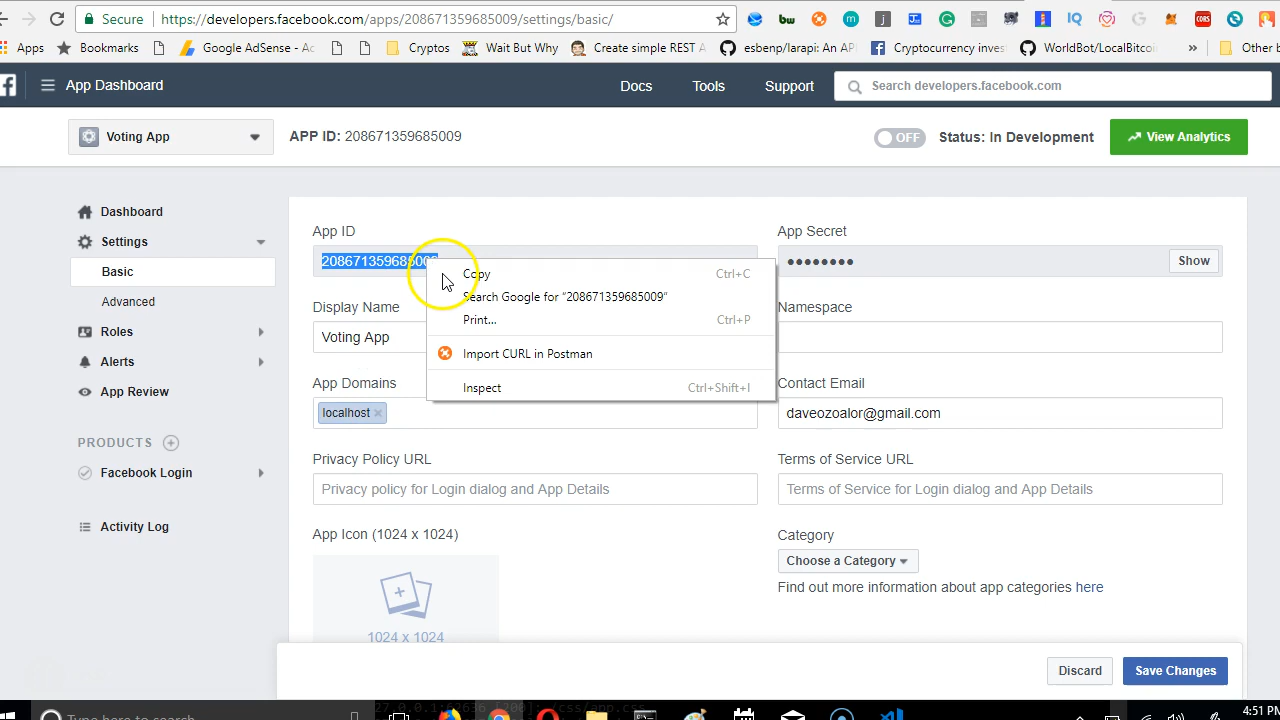 Secure https://developers.facebook.com/apps/208671359685009/settings/basic/
Apps Bookmarks Google AdSense - Ac Cryptos Wait But Why Create simple REST A esbenp/larapi: An AP Cryptocurrency inves WorldBot/LocalBitcoi » Other b
App Dashboard Docs Tools Support Search developers.facebook.com
Voting App APP ID: 208671359685009 OFF Status: In Development View Analytics
Dashboard
Settings
Basic
Advanced
Roles
Alerts
App Review
PRODUCTS
Facebook Login
Activity Log
App ID
208671359685009
App Secret
●●●●●●●● Show
Copy Ctrl+C
Search Google for “208671359685009”
Print... Ctrl+P
Import CURL in Postman
Inspect Ctrl+Shift+I
Display Name
Voting App
Namespace
App Domains
localhost ×
Contact Email
daveozoalor@gmail.com
Privacy Policy URL
Privacy policy for Login dialog and App Details
Terms of Service URL
Terms of Service for Login dialog and App Details
App Icon (1024 x 1024)
1024 x 1024
Category
Choose a Category
Find out more information about app categories here
Discard Save Changes
4:51 PM